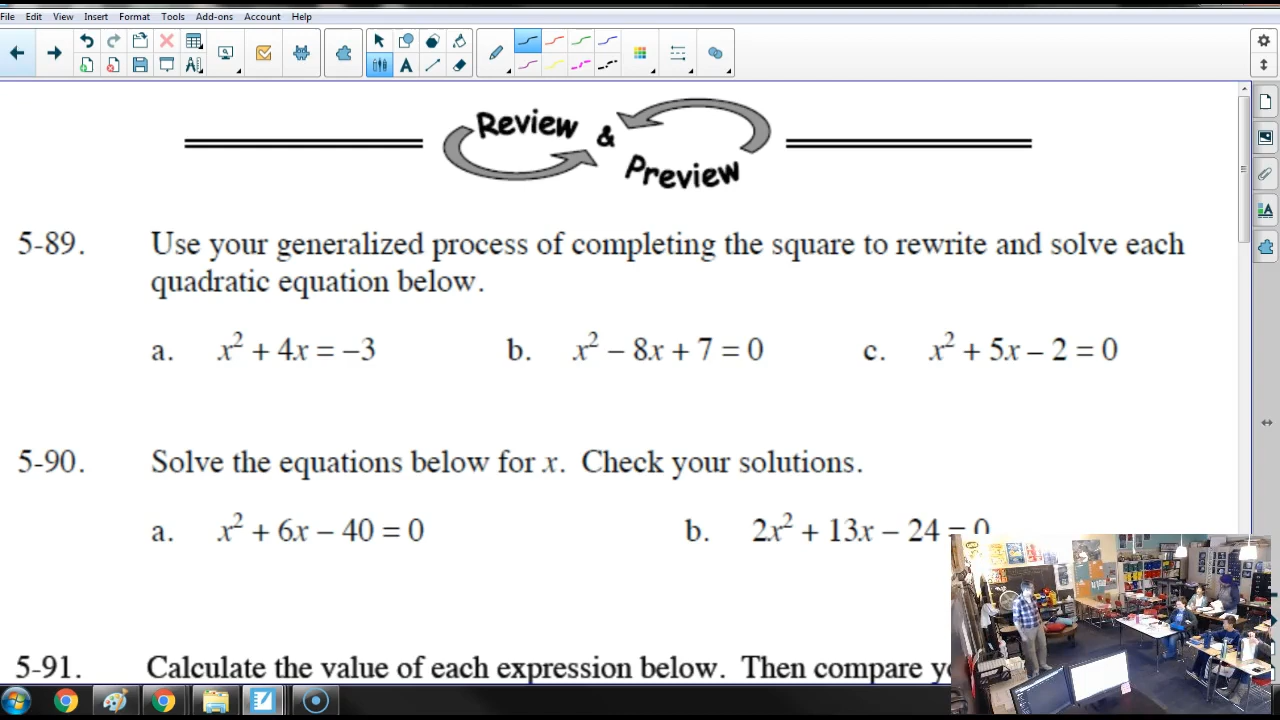 File Edit View Insert Format Tools Add-ons Account Help
Review & Preview
5-89. Use your generalized process of completing the square to rewrite and solve each
quadratic equation below.
a. x² + 4x = −3 b. x² − 8x + 7 = 0 c. x² + 5x − 2 = 0
5-90. Solve the equations below for x. Check your solutions.
a. x² + 6x − 40 = 0 b. 2x² + 13x − 24 = 0
5-91. Calculate the value of each expression below. Then compare